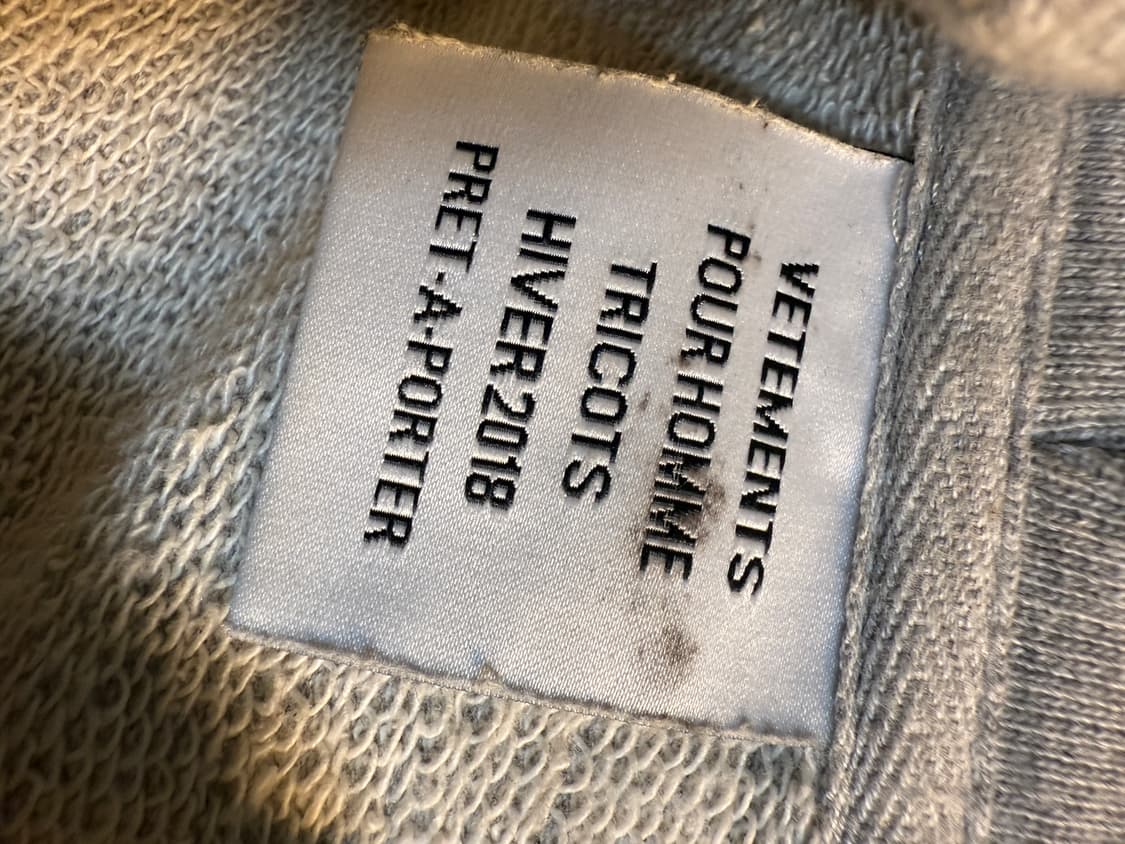 VETEMENTS
POUR HOMME
TRICOTS
HIVER 2018
PRET-A-PORTER